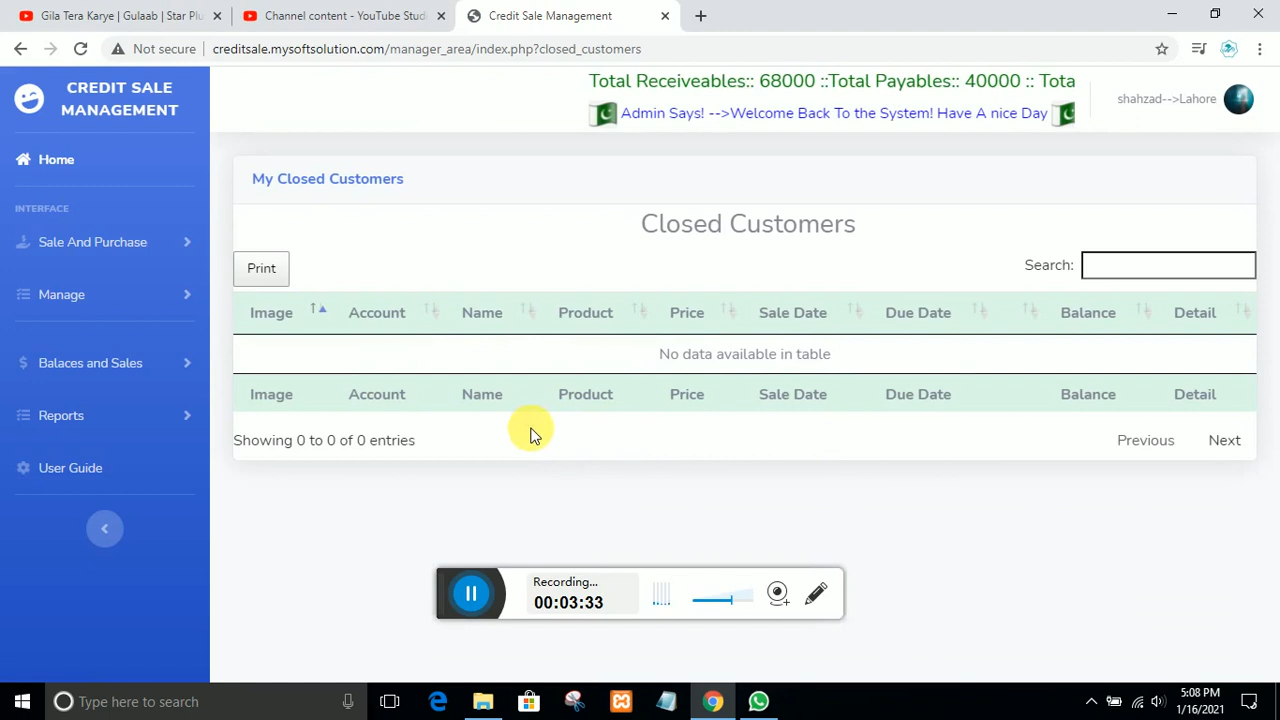 Gila Tera Karye | Gulaab | Star Plu
Channel content - YouTube Studi
Credit Sale Management
Not secure
creditsale.mysoftsolution.com/manager_area/index.php?closed_customers
CREDIT SALE
MANAGEMENT
Total Receiveables:: 68000 ::Total Payables:: 40000 :: Tota
Admin Says! -->Welcome Back To the System! Have A nice Day
shahzad-->Lahore
Home
INTERFACE
Sale And Purchase
Manage
Balaces and Sales
Reports
User Guide
My Closed Customers
Closed Customers
Print
Search:
Image Account Name Product Price Sale Date Due Date Balance Detail
No data available in table
Image Account Name Product Price Sale Date Due Date Balance Detail
Showing 0 to 0 of 0 entries
Previous Next
Recording...
00:03:33
Type here to search
5:08 PM
1/16/2021